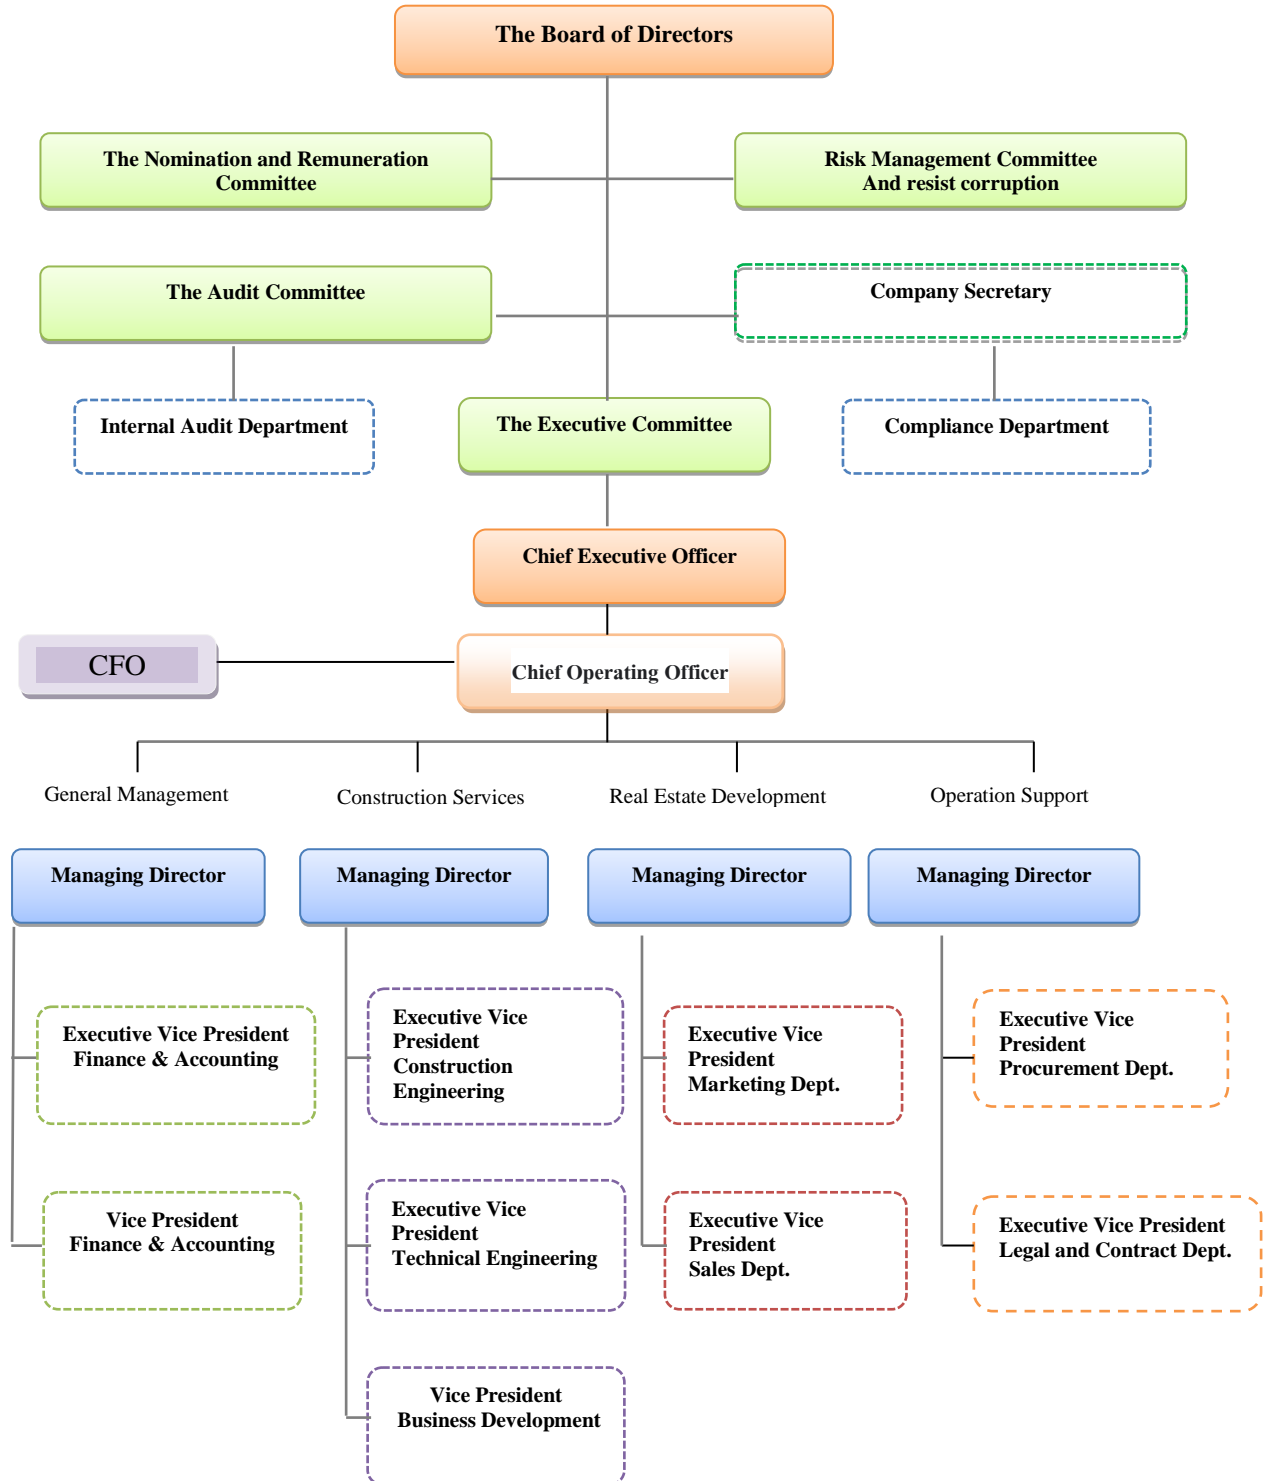 The Board of Directors
The Nomination and Remuneration
Committee
Risk Management Committee
And resist corruption
The Audit Committee
Company Secretary
Internal Audit Department
The Executive Committee
Compliance Department
Chief Executive Officer
CFO
Chief Operating Officer
General Management
Construction Services
Real Estate Development
Operation Support
Managing Director
Managing Director
Managing Director
Managing Director
Executive Vice President
Finance & Accounting
Executive Vice
President
Construction
Engineering
Executive Vice
President
Marketing Dept.
Executive Vice
President
Procurement Dept.
Vice President
Finance & Accounting
Executive Vice
President
Technical Engineering
Executive Vice
President
Sales Dept.
Executive Vice President
Legal and Contract Dept.
Vice President
Business Development